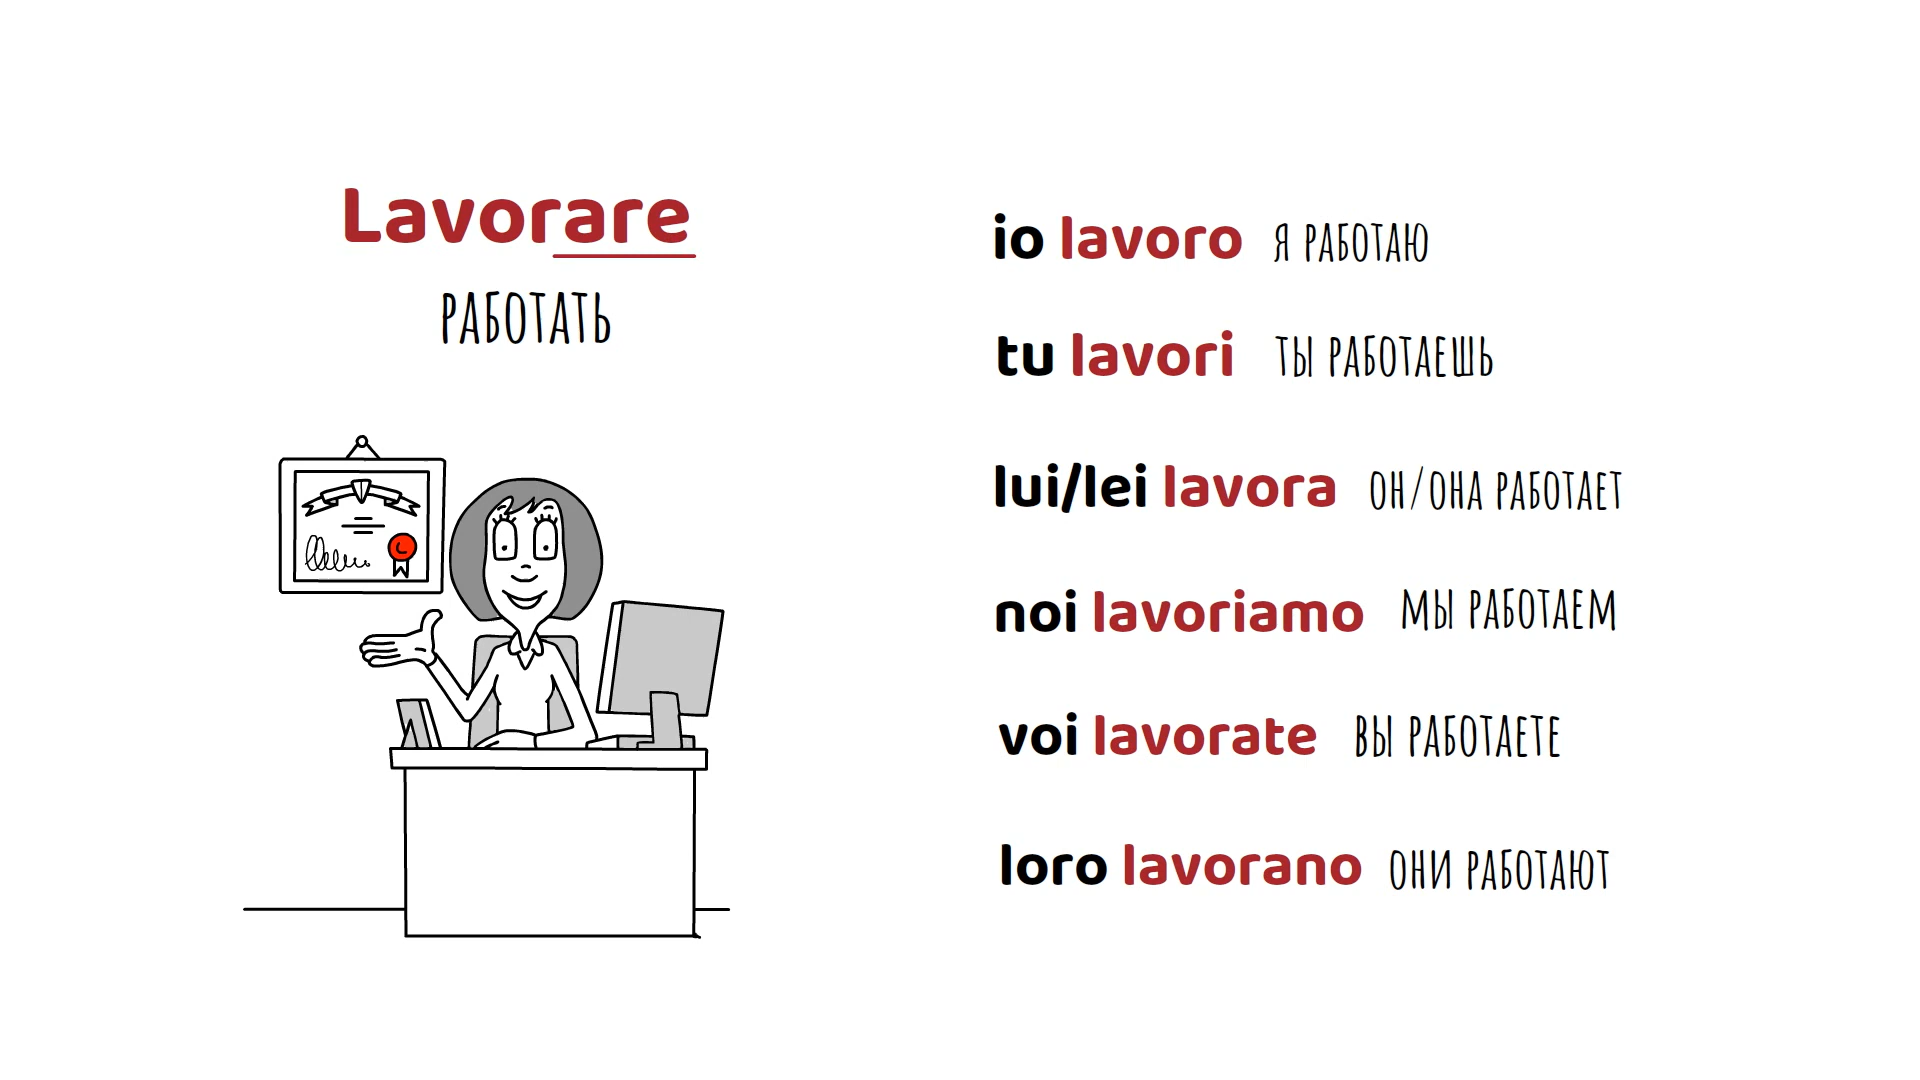 Lavorare
РАБОТАТЬ
io lavoro Я РАБОТАЮ
tu lavori ТЫ РАБОТАЕШЬ
lui/lei lavora ОН/ОНА РАБОТАЕТ
noi lavoriamo МЫ РАБОТАЕМ
voi lavorate ВЫ РАБОТАЕТЕ
loro lavorano ОНИ РАБОТАЮТ